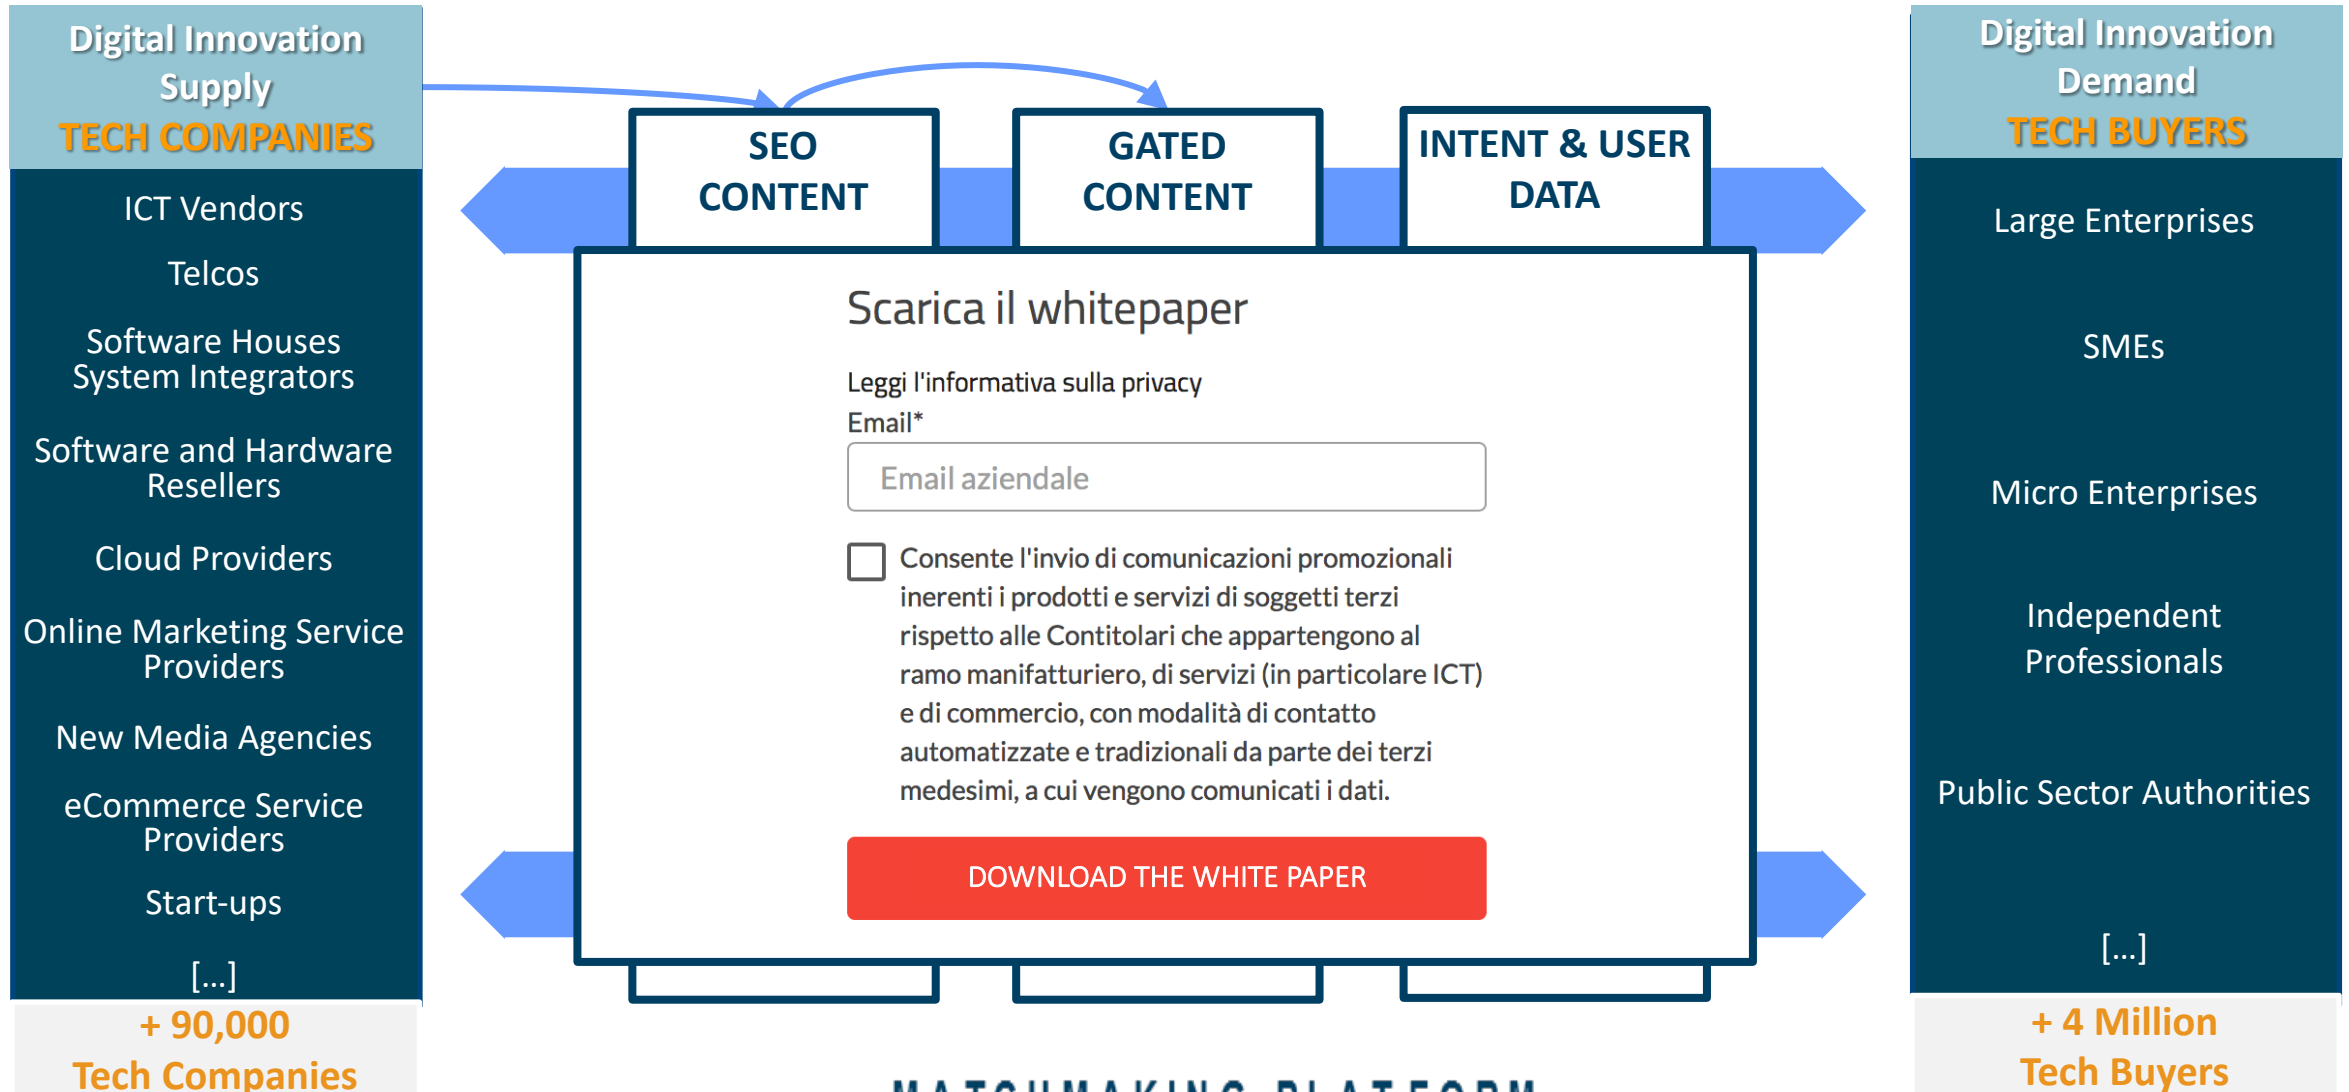 Digital Innovation
Supply
TECH COMPANIES
ICT Vendors
Telcos
Software Houses
System Integrators
Software and Hardware
Resellers
Cloud Providers
Online Marketing Service
Providers
New Media Agencies
eCommerce Service
Providers
Start-ups
[...]
+ 90,000
Tech Companies
SEO
CONTENT
GATED
CONTENT
INTENT & USER
DATA
Scarica il whitepaper
Leggi l'informativa sulla privacy
Email*
Email aziendale
Consente l'invio di comunicazioni promozionali
inerenti i prodotti e servizi di soggetti terzi
rispetto alle Contitolari che appartengono al
ramo manifatturiero, di servizi (in particolare ICT)
e di commercio, con modalità di contatto
automatizzate e tradizionali da parte dei terzi
medesimi, a cui vengono comunicati i dati.
DOWNLOAD THE WHITE PAPER
MATCHMAKING PLATFORM
Digital Innovation
Demand
TECH BUYERS
Large Enterprises
SMEs
Micro Enterprises
Independent
Professionals
Public Sector Authorities
[...]
+ 4 Million
Tech Buyers